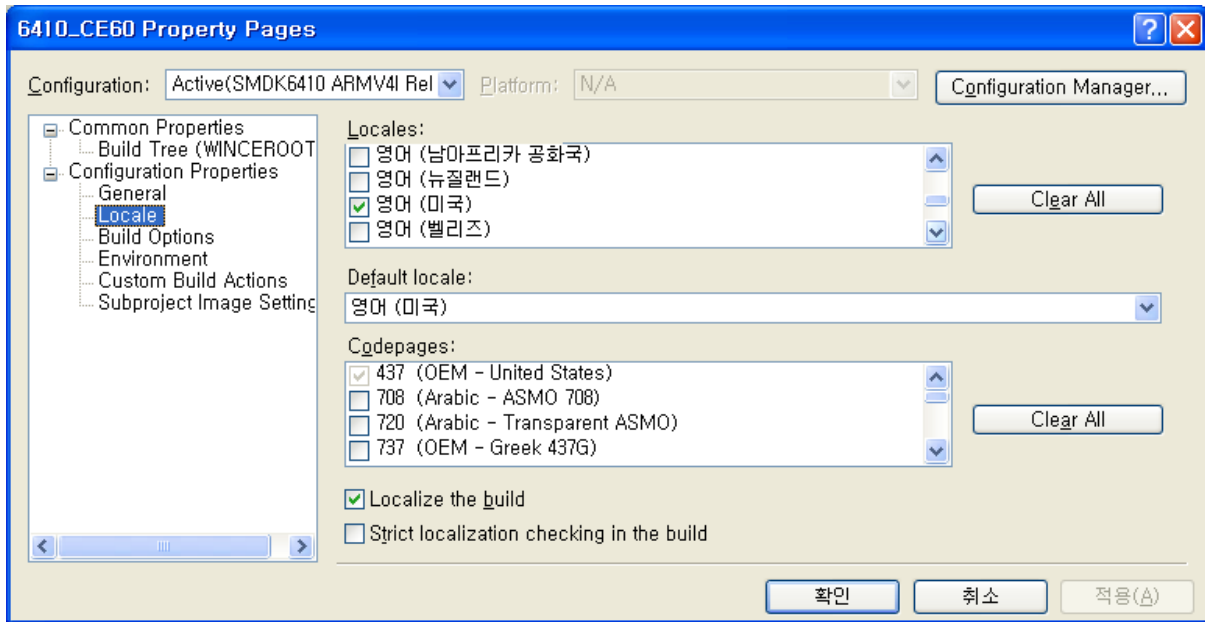 6410_CE60 Property Pages
Configuration: Active(SMDK6410 ARMV4I Rel Platform: N/A Configuration Manager...
Common Properties
Build Tree (WINCEROOT
Configuration Properties
General
Locale
Build Options
Environment
Custom Build Actions
Subproject Image Setting
Locales:
영어 (남아프리카 공화국)
영어 (뉴질랜드)
영어 (미국)
영어 (벨리즈)
Clear All
Default locale:
영어 (미국)
Codepages:
437 (OEM - United States)
708 (Arabic - ASMO 708)
720 (Arabic - Transparent ASMO)
737 (OEM - Greek 437G)
Clear All
Localize the build
Strict localization checking in the build
확인 취소 적용(A)